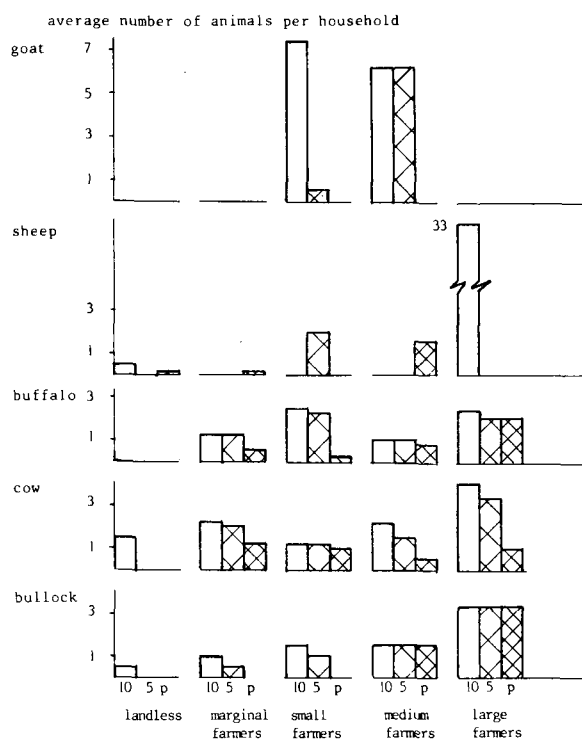 average number of animals per household
goat
7
5
3
1
sheep
33
3
1
buffalo
3
1
cow
3
1
bullock
3
1
10 5 p 10 5 p 10 5 p 10 5 p 10 5 p
landless marginal farmers small farmers medium farmers large farmers